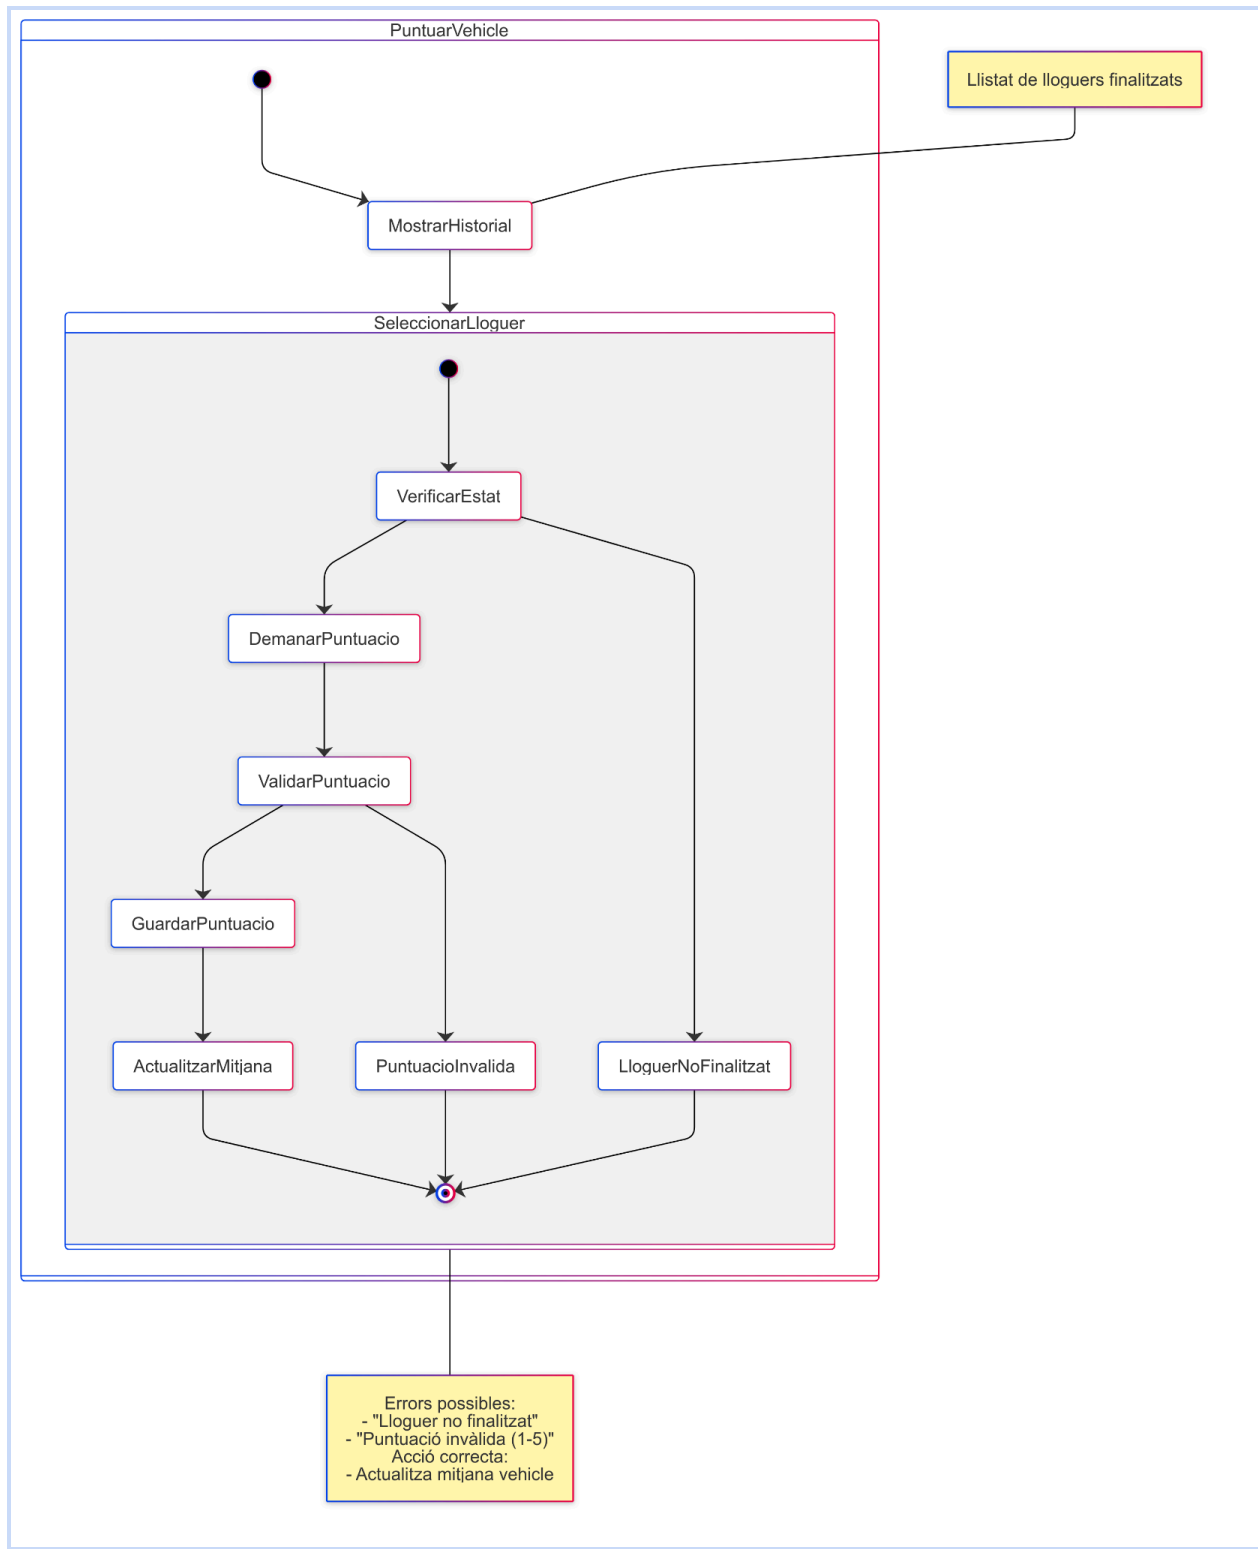 PuntuarVehicle
Llistat de lloguers finalitzats
MostrarHistorial
SeleccionarLloguer
VerificarEstat
DemanarPuntuacio
ValidarPuntuacio
GuardarPuntuacio
ActualitzarMitjana
PuntuacioInvalida
LloguerNoFinalitzat
Errors possibles:
- "Lloguer no finalitzat"
- "Puntuació invàlida (1-5)"
Acció correcta:
- Actualitza mitjana vehicle